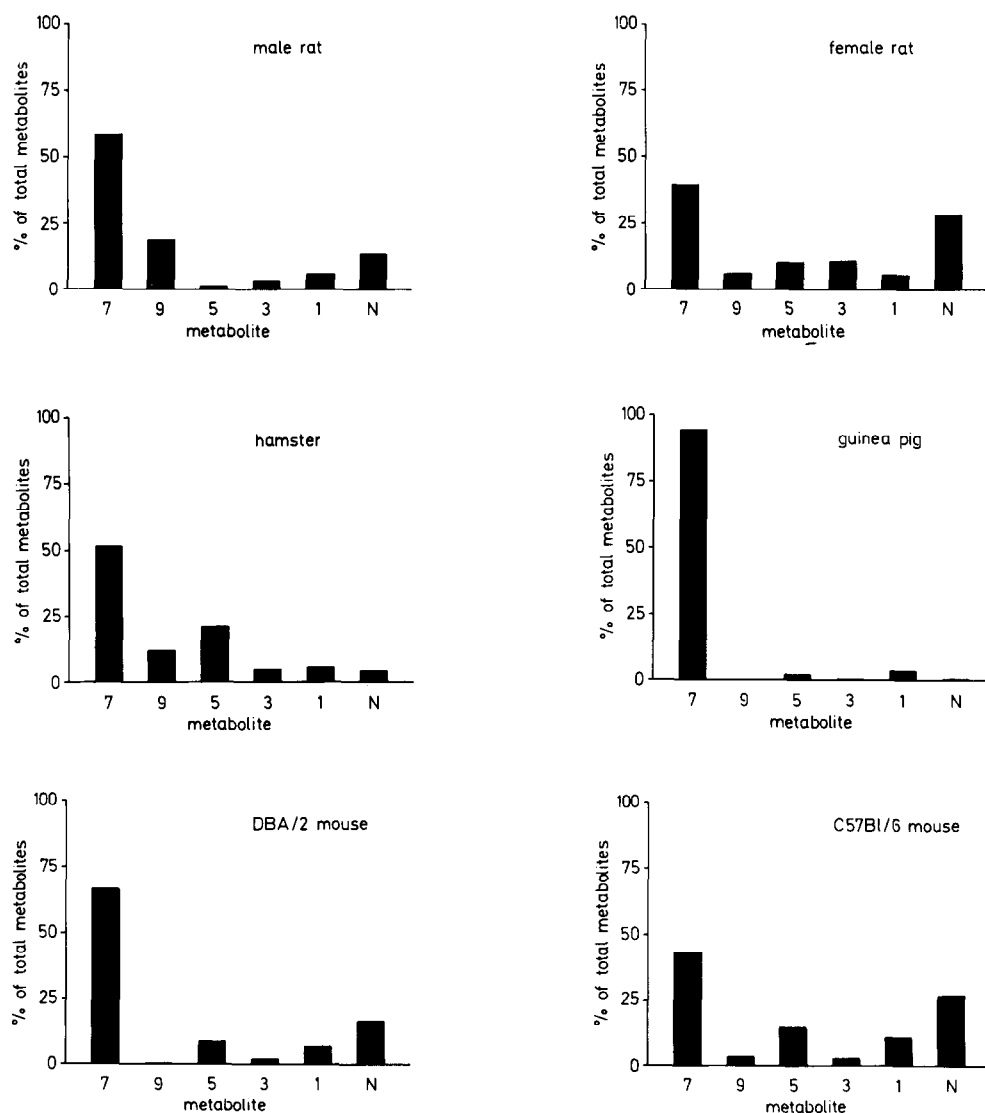 male rat
% of total metabolites
100
75
50
25
0
7 9 5 3 1 N
metabolite
female rat
% of total metabolites
100
75
50
25
0
7 9 5 3 1 N
metabolite
hamster
% of total metabolites
100
75
50
25
0
7 9 5 3 1 N
metabolite
guinea pig
% of total metabolites
100
75
50
25
0
7 9 5 3 1 N
metabolite
DBA/2 mouse
% of total metabolites
100
75
50
25
0
7 9 5 3 1 N
metabolite
C57Bl/6 mouse
% of total metabolites
100
75
50
25
0
7 9 5 3 1 N
metabolite